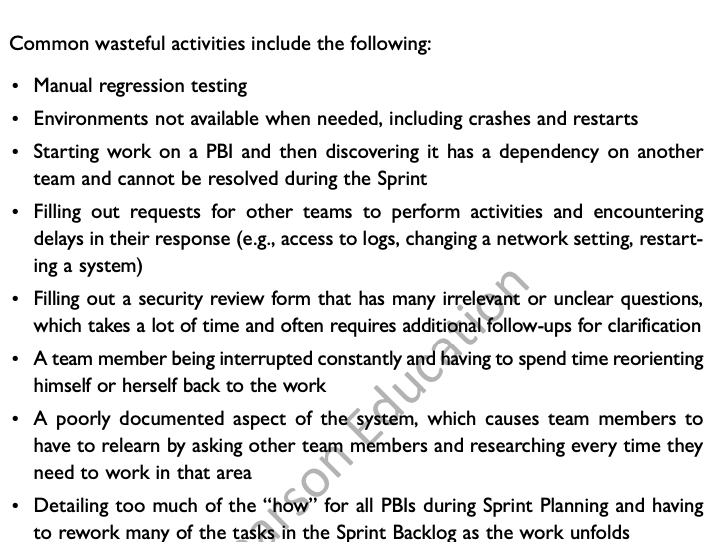 Common wasteful activities include the following:
• Manual regression testing
• Environments not available when needed, including crashes and restarts
• Starting work on a PBI and then discovering it has a dependency on another
team and cannot be resolved during the Sprint
• Filling out requests for other teams to perform activities and encountering
delays in their response (e.g., access to logs, changing a network setting, restart-
ing a system)
• Filling out a security review form that has many irrelevant or unclear questions,
which takes a lot of time and often requires additional follow-ups for clarification
• A team member being interrupted constantly and having to spend time reorienting
himself or herself back to the work
• A poorly documented aspect of the system, which causes team members to
have to relearn by asking other team members and researching every time they
need to work in that area
• Detailing too much of the “how” for all PBIs during Sprint Planning and having
to rework many of the tasks in the Sprint Backlog as the work unfolds
arson Education